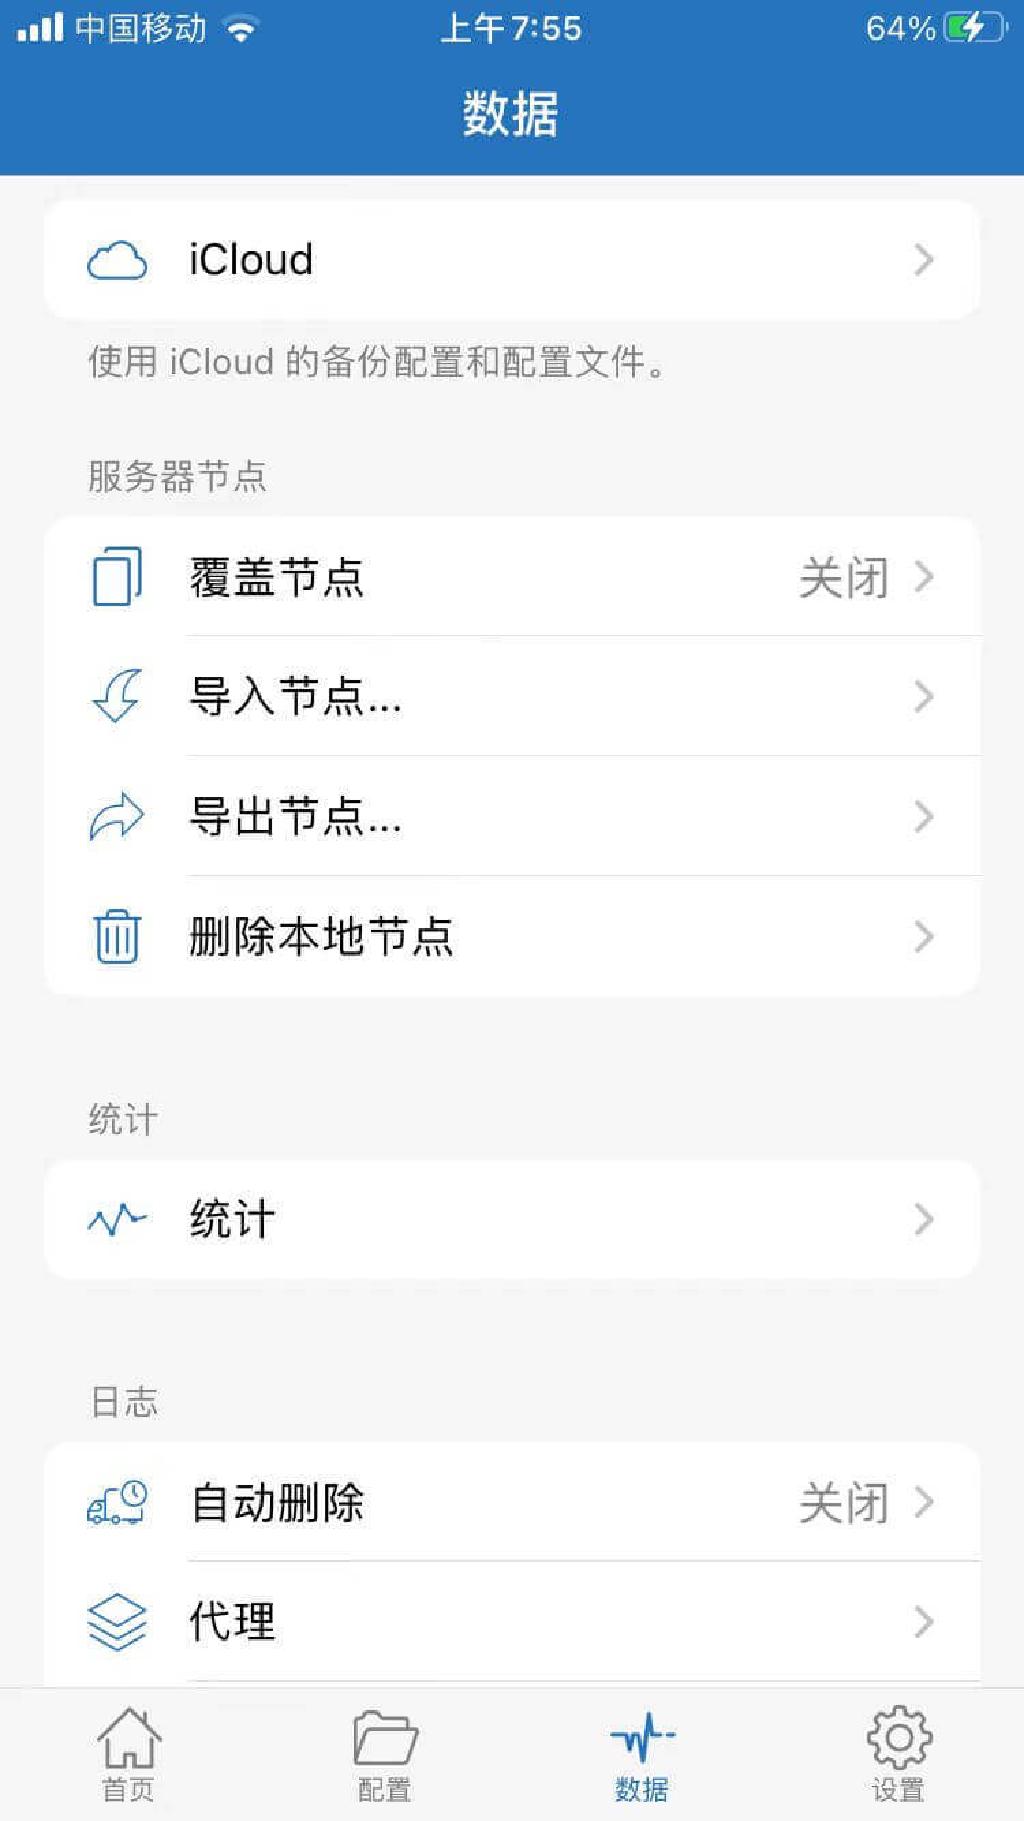 中国移动 上午7:55 64%
数据
iCloud
使用 iCloud 的备份配置和配置文件。
服务器节点
覆盖节点 关闭
导入节点...
导出节点...
删除本地节点
统计
统计
日志
自动删除 关闭
代理
首页 配置 数据 设置